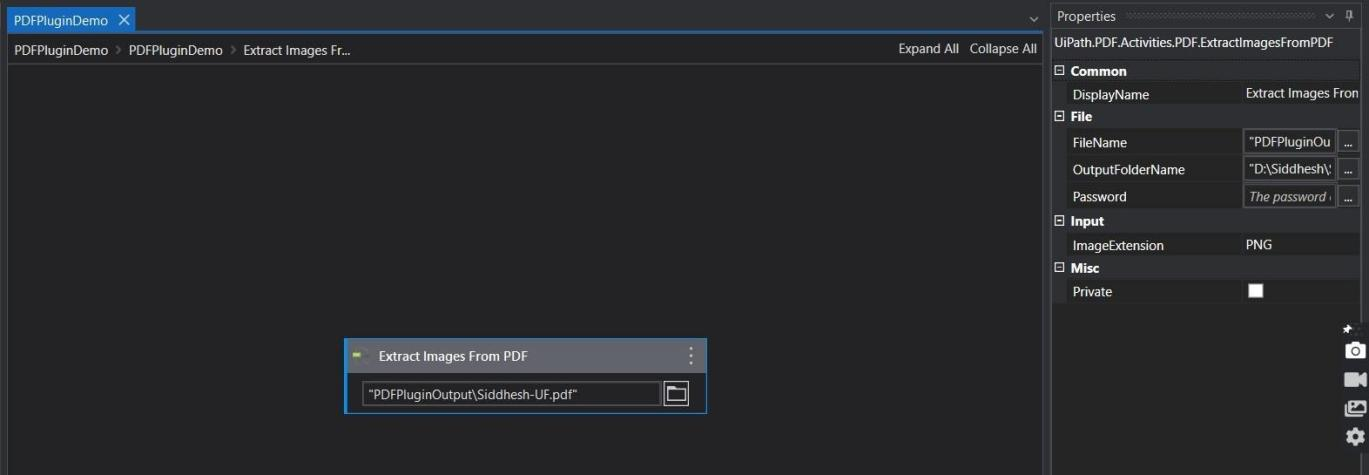 PDFPluginDemo
PDFPluginDemo > PDFPluginDemo > Extract Images Fr... Expand All Collapse All
Extract Images From PDF
"PDFPluginOutput\Siddhesh-UF.pdf"
Properties
UiPath.PDF.Activities.PDF.ExtractImagesFromPDF
Common
DisplayName Extract Images Fron
File
FileName "PDFPluginOu ...
OutputFolderName "D:\Siddhesh\ ...
Password The password ...
Input
ImageExtension PNG
Misc
Private